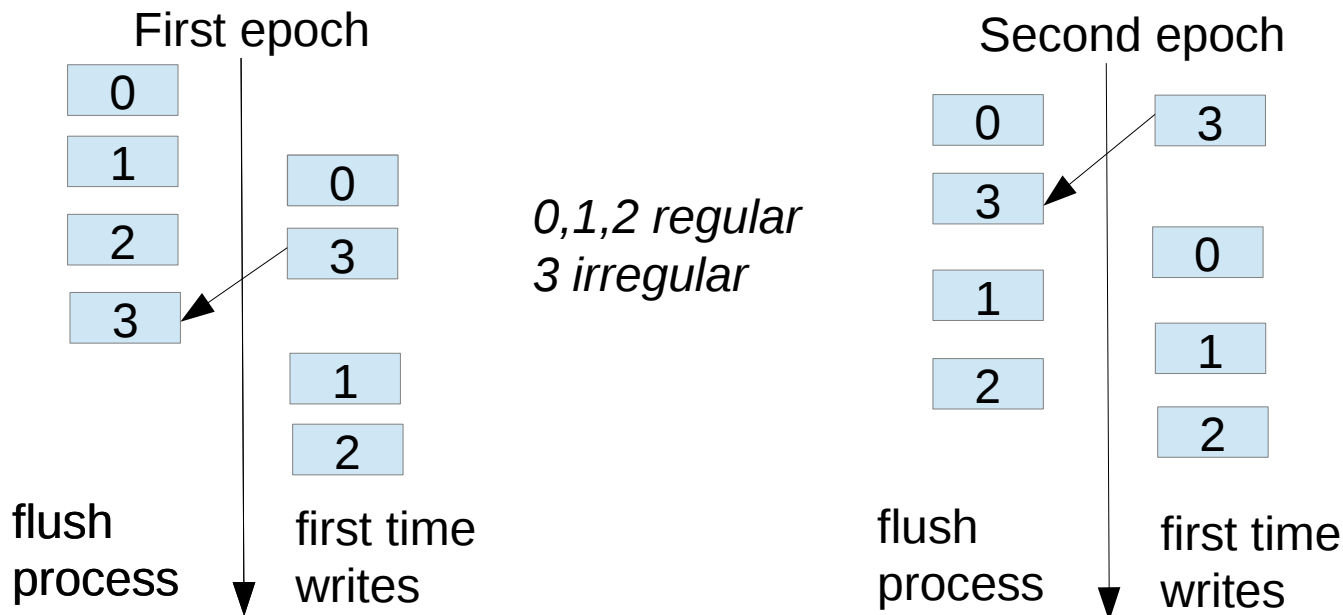 First epoch
0
1
2
3
0
3
1
2
flush
process
first time
writes
0,1,2 regular
3 irregular
Second epoch
0
3
1
2
3
0
1
2
flush
process
first time
writes